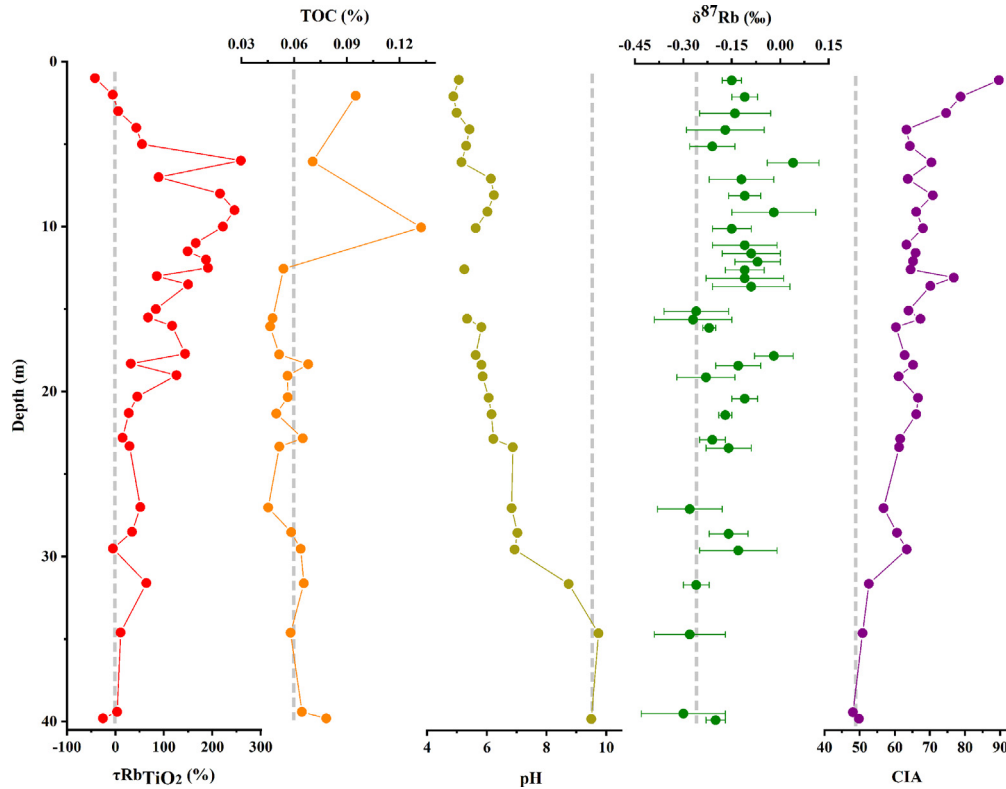 TOC (%)
δ87Rb (‰)
0.03 0.06 0.09 0.12
-0.45 -0.30 -0.15 0.00 0.15
0
10
20
30
40
Depth (m)
-100 0 100 200 300
4 6 8 10
40 50 60 70 80 90
τRbTiO2 (%)
pH
CIA